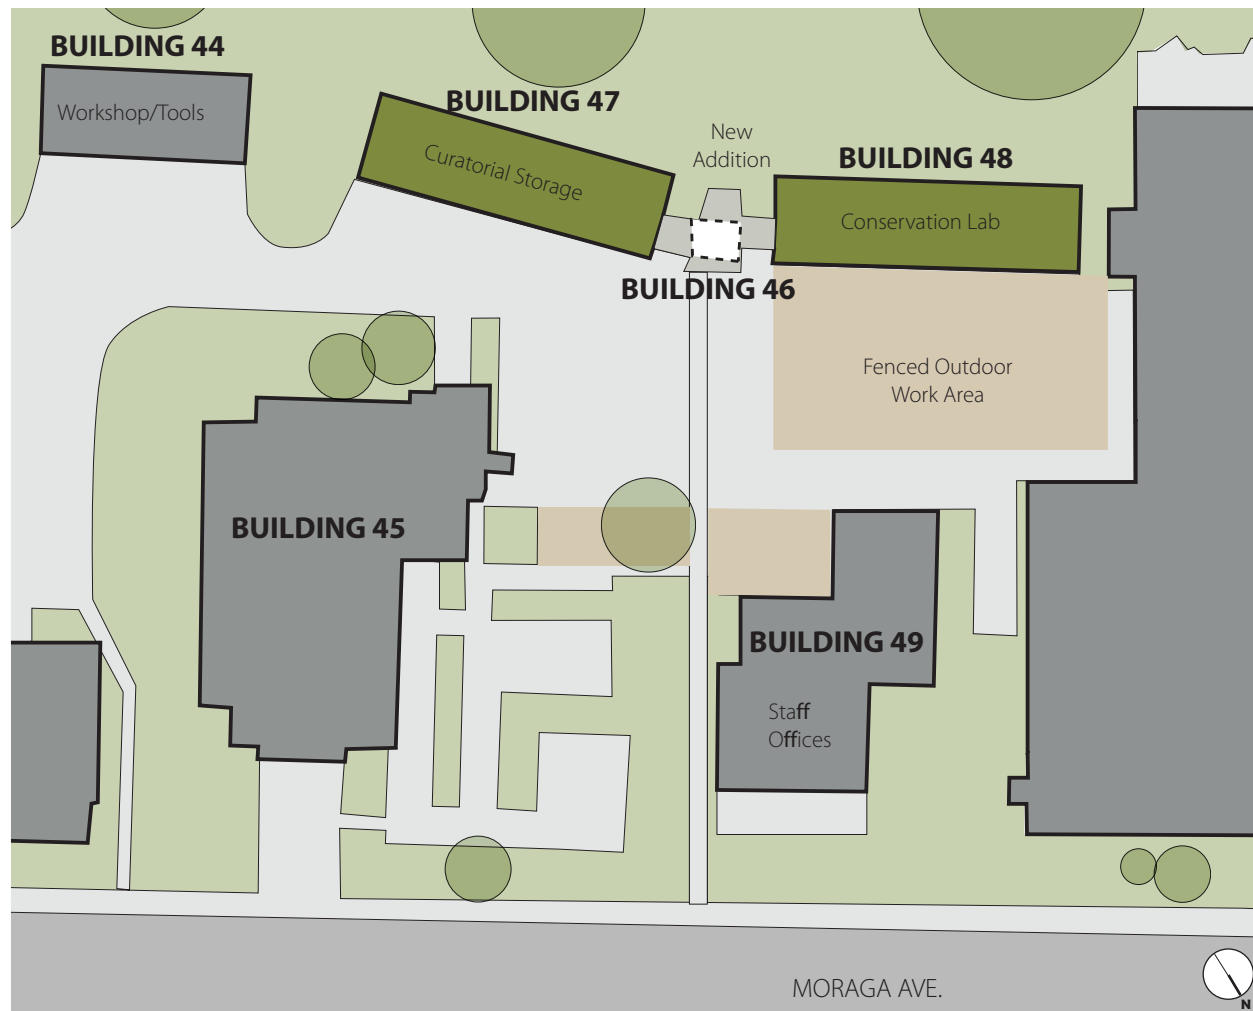 BUILDING 44
Workshop/Tools
BUILDING 47
Curatorial Storage
New
Addition
BUILDING 48
Conservation Lab
BUILDING 46
Fenced Outdoor
Work Area
BUILDING 45
BUILDING 49
Staff
Offices
MORAGA AVE.
N